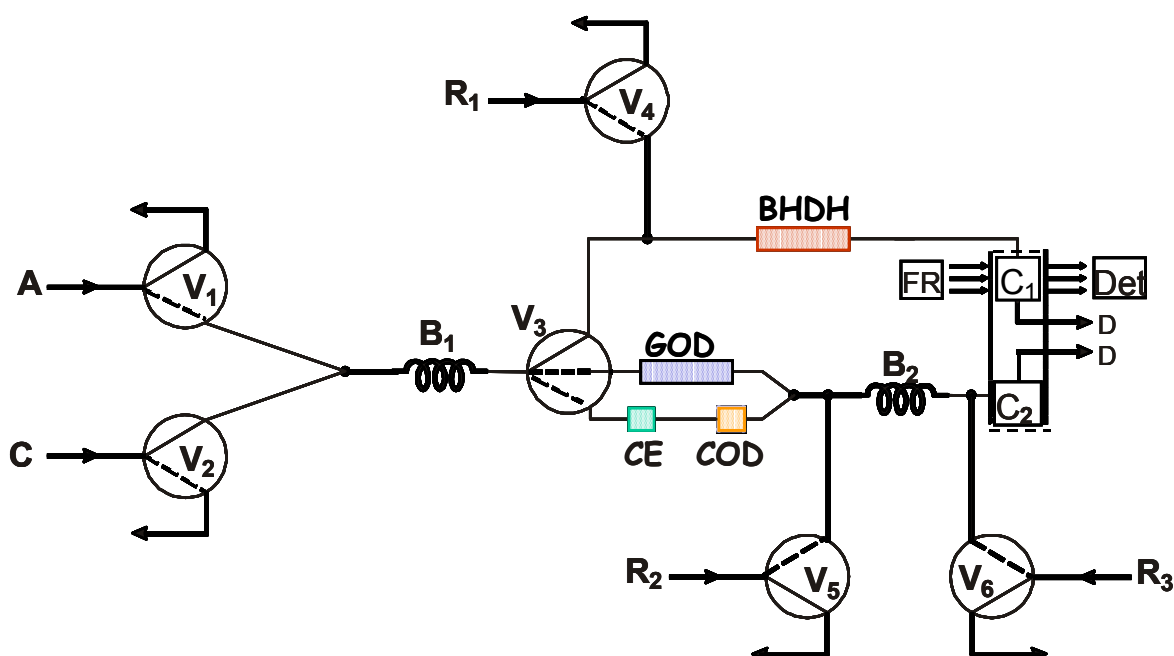 R₁
V₄
BHDH
A
V₁
FR
C₁
Det
V₃
B₁
GOD
D
B₂
D
C₂
C
V₂
CE
COD
R₂
V₅
V₆
R₃